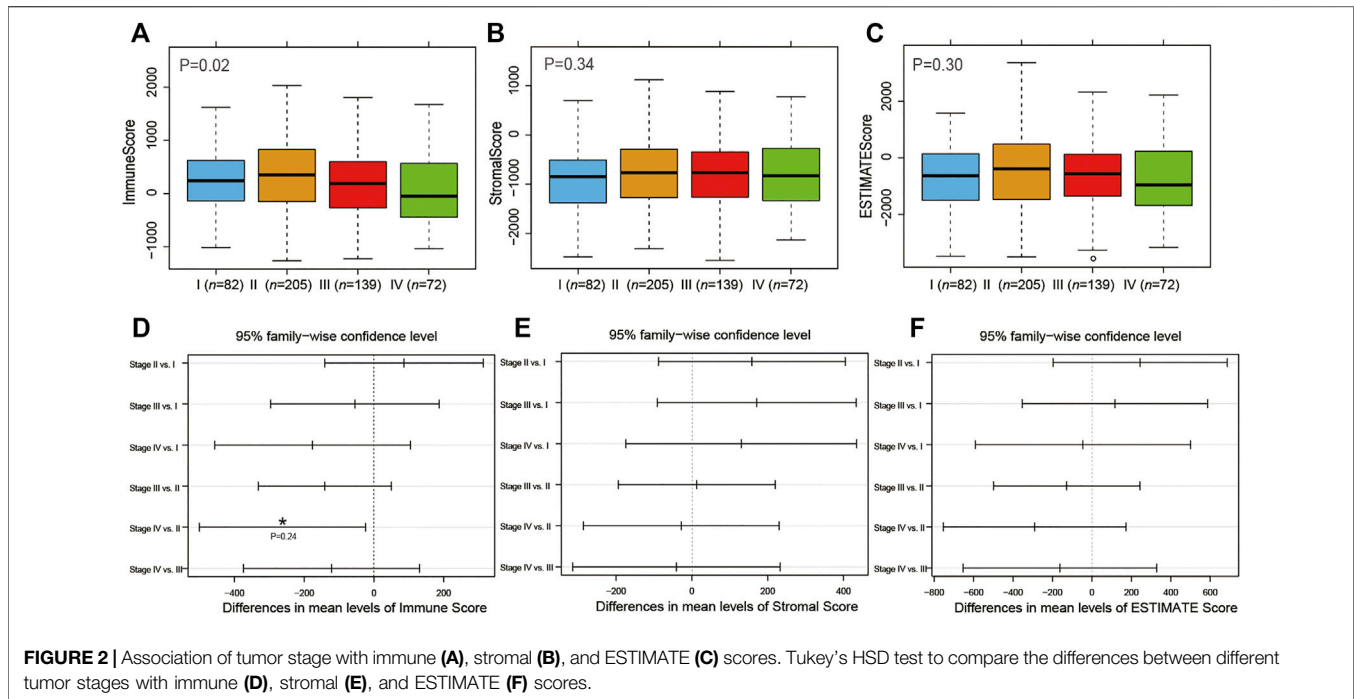 A
P=0.02
ImmuneScore
2000
1000
0
-1000
I (n=82) II (n=205) III (n=139) IV (n=72)
B
P=0.34
StromalScore
1000
0
-1000
-2000
I (n=82) II (n=205) III (n=139) IV (n=72)
C
P=0.30
ESTIMATEScore
2000
0
-2000
I (n=82) II (n=205) III (n=139) IV (n=72)
D
95% family-wise confidence level
Stage II vs. I
Stage III vs. I
Stage IV vs. I
Stage III vs. II
Stage IV vs. II
*
P=0.24
Stage IV vs. III
-400 -200 0 200
Differences in mean levels of Immune Score
E
95% family-wise confidence level
Stage II vs. I
Stage III vs. I
Stage IV vs. I
Stage III vs. II
Stage IV vs. II
Stage IV vs. III
-200 0 200 400
Differences in mean levels of Stromal Score
F
95% family-wise confidence level
Stage II vs. I
Stage III vs. I
Stage IV vs. I
Stage III vs. II
Stage IV vs. II
Stage IV vs. III
-800 -600 -400 -200 0 200 400 600
Differences in mean levels of ESTIMATE Score
FIGURE 2 | Association of tumor stage with immune (A), stromal (B), and ESTIMATE (C) scores. Tukey's HSD test to compare the differences between different
tumor stages with immune (D), stromal (E), and ESTIMATE (F) scores.